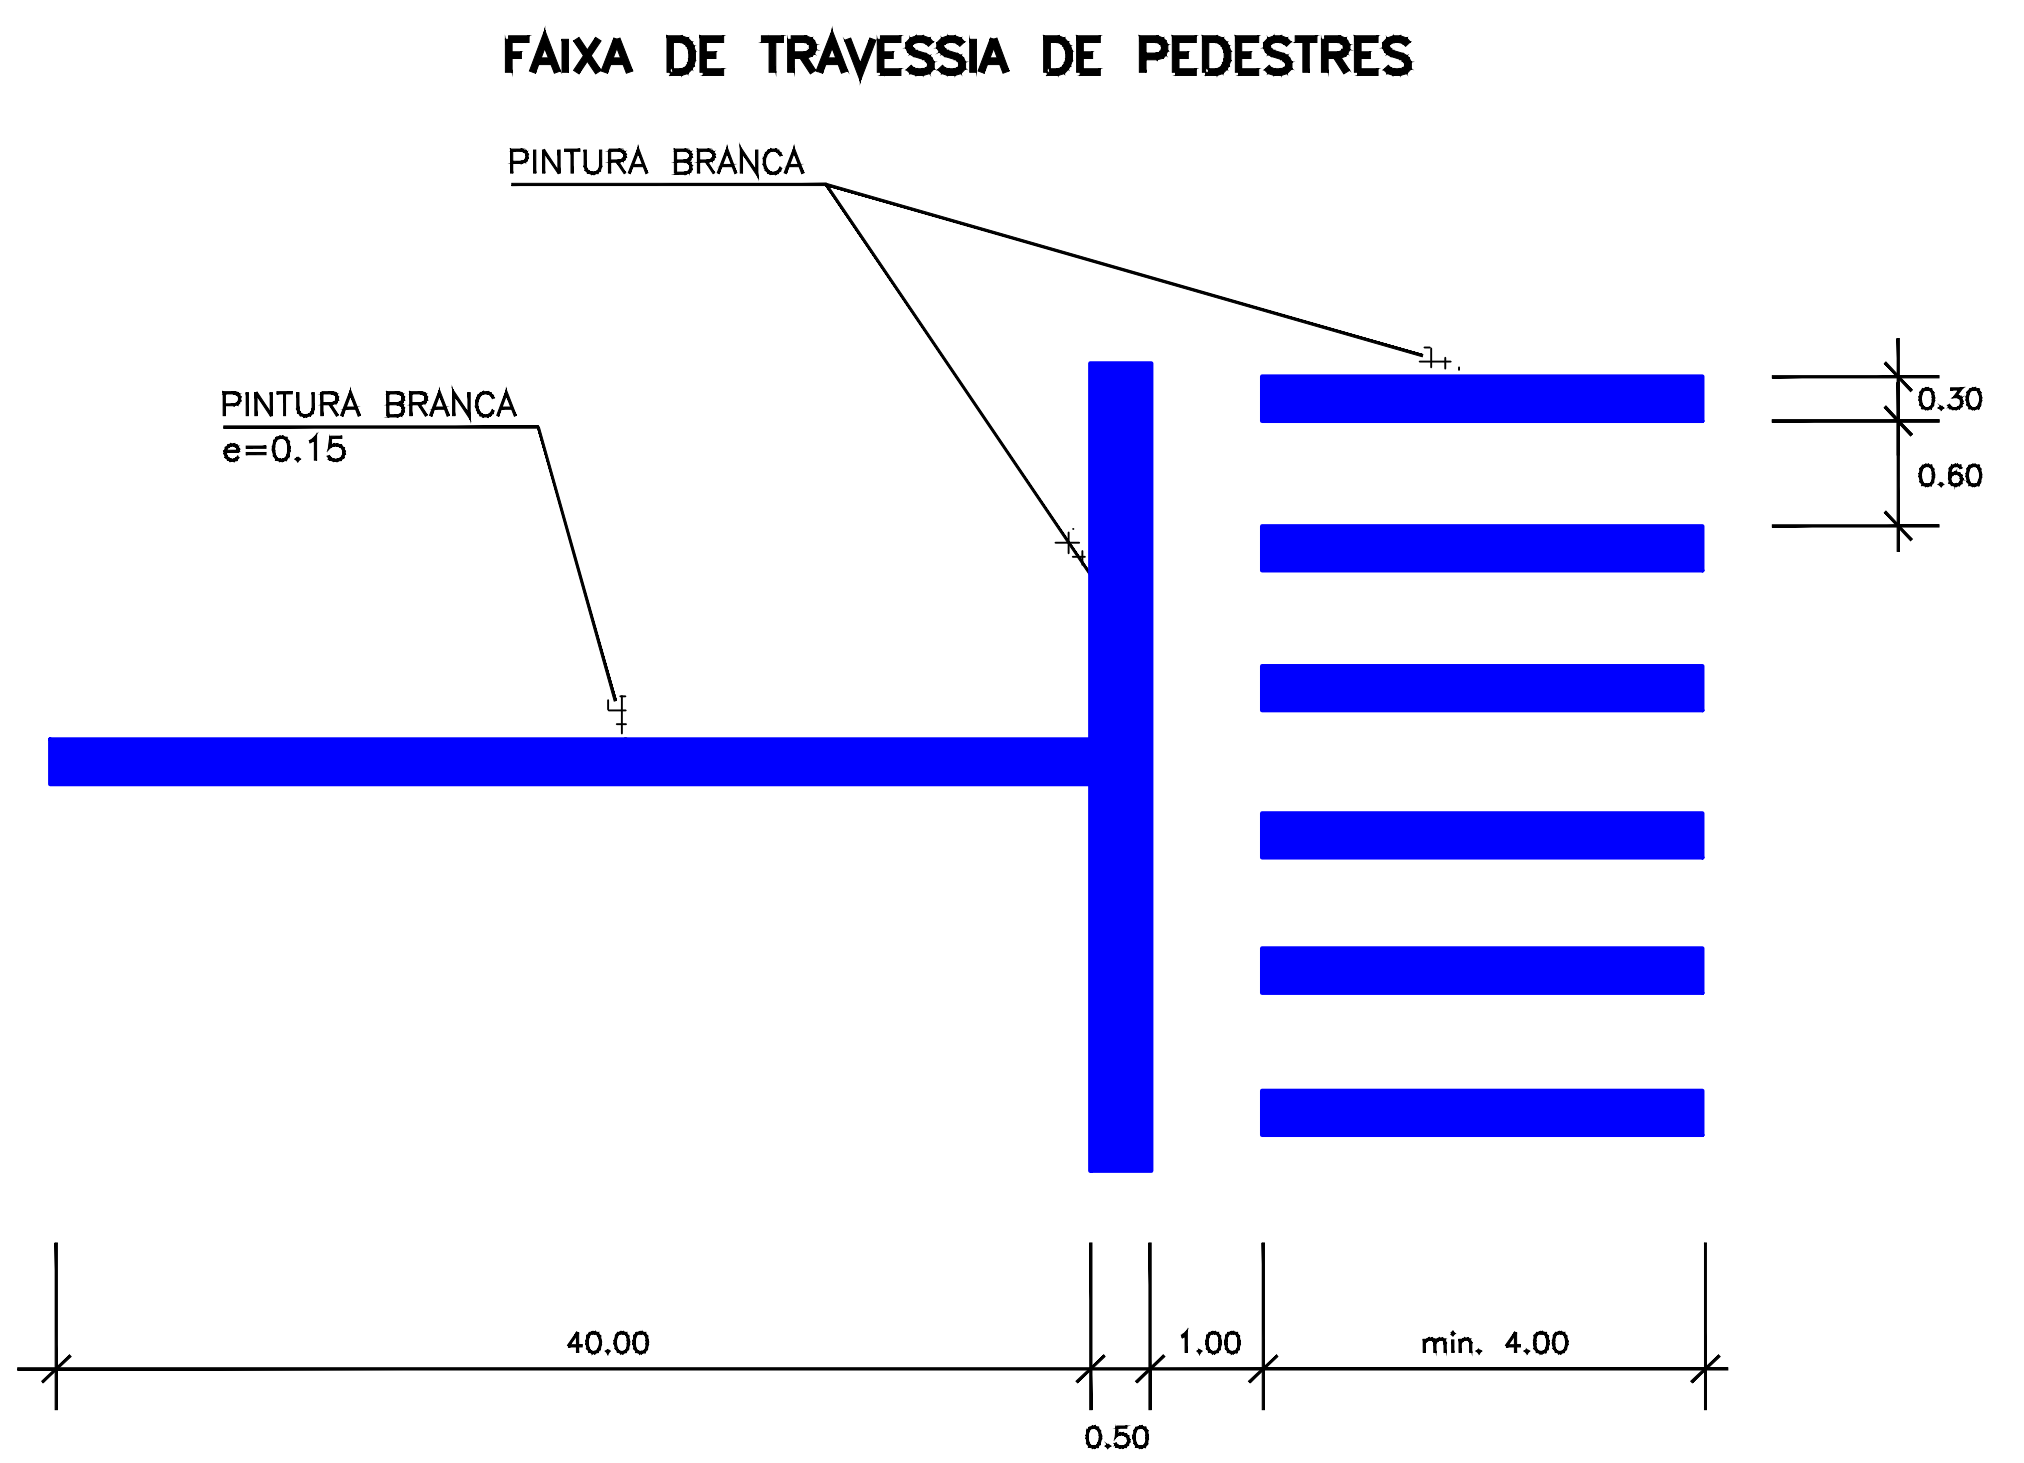 FAIXA DE TRAVESSIA DE PEDESTRES
PINTURA BRANCA
PINTURA BRANCA
e=0.15
0.30
0.60
40.00
1.00
min. 4.00
0.50